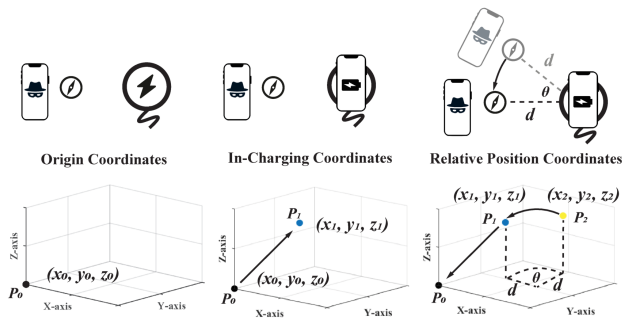 d
θ
d
Origin Coordinates
In-Charging Coordinates
Relative Position Coordinates
Z-axis
(x0, y0, z0)
P0
X-axis
Y-axis
Z-axis
P1
(x1, y1, z1)
(x0, y0, z0)
P0
X-axis
Y-axis
Z-axis
(x1, y1, z1)
(x2, y2, z2)
P1
P2
θ
d
d
P0
X-axis
Y-axis